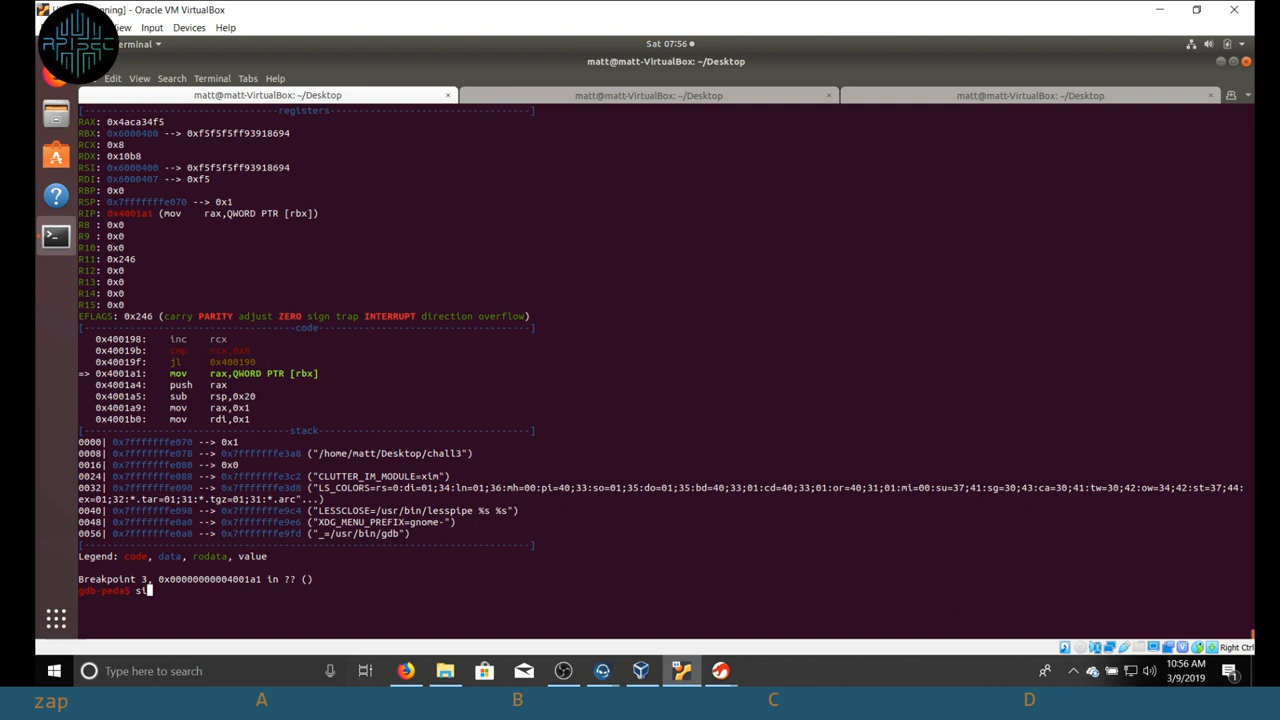 nning] - Oracle VM VirtualBox
View Input Devices Help
RPISEC
Terminal
Sat 07:56
matt@matt-VirtualBox: ~/Desktop
Edit View Search Terminal Tabs Help
matt@matt-VirtualBox: ~/Desktop × matt@matt-VirtualBox: ~/Desktop × matt@matt-VirtualBox: ~/Desktop ×
[----------------------------------registers-----------------------------------]
RAX: 0x4aca34f5
RBX: 0x6000400 --> 0xf5f5f5ff93918694
RCX: 0x8
RDX: 0x10b8
RSI: 0x6000400 --> 0xf5f5f5ff93918694
RDI: 0x6000407 --> 0xf5
RBP: 0x0
RSP: 0x7fffffffe070 --> 0x1
RIP: 0x4001a1 (mov    rax,QWORD PTR [rbx])
R8 : 0x0
R9 : 0x0
R10: 0x0
R11: 0x246
R12: 0x0
R13: 0x0
R14: 0x0
R15: 0x0
EFLAGS: 0x246 (carry PARITY adjust ZERO sign trap INTERRUPT direction overflow)
[-------------------------------------code-------------------------------------]
0x400198: inc rcx
0x40019b: cmp rcx,0x8
0x40019f: jl 0x400190
=> 0x4001a1: mov rax,QWORD PTR [rbx]
0x4001a4: push rax
0x4001a5: sub rsp,0x20
0x4001a9: mov rax,0x1
0x4001b0: mov rdi,0x1
[------------------------------------stack-------------------------------------]
0000| 0x7fffffffe070 --> 0x1
0008| 0x7fffffffe078 --> 0x7fffffffe3a8 ("/home/matt/Desktop/chall3")
0016| 0x7fffffffe080 --> 0x0
0024| 0x7fffffffe088 --> 0x7fffffffe3c2 ("CLUTTER_IM_MODULE=xim")
0032| 0x7fffffffe090 --> 0x7fffffffe3d8 ("LS_COLORS=rs=0:di=01;34:ln=01;36:mh=00:pi=40;33:so=01;35:do=01;35:bd=40;33;01:cd=40;33;01:or=40;31;01:mi=00:su=37;41:sg=30;43:ca=30;41:tw=30;42:ow=34;42:st=37;44:
ex=01;32:*.tar=01;31:*.tgz=01;31:*.arc"...)
0040| 0x7fffffffe098 --> 0x7fffffffe9c4 ("LESSCLOSE=/usr/bin/lesspipe %s %s")
0048| 0x7fffffffe0a0 --> 0x7fffffffe9e6 ("XDG_MENU_PREFIX=gnome-")
0056| 0x7fffffffe0a8 --> 0x7fffffffe9fd ("_=/usr/bin/gdb")
[------------------------------------------------------------------------------]
Legend: code, data, rodata, value
Breakpoint 3, 0x00000000004001a1 in ?? ()
gdb-peda$ si
Right Ctrl
Type here to search
10:56 AM
3/9/2019
zap A B C D